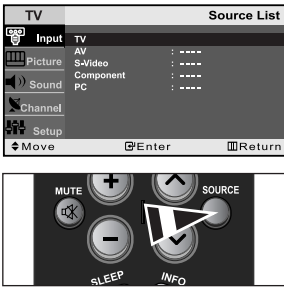 TV Source List
Input TV
AV : ----
Picture S-Video : ----
Component : ----
Sound PC : ----
Channel
Setup
Move Enter Return
MUTE + SOURCE
-
SLEEP INFO